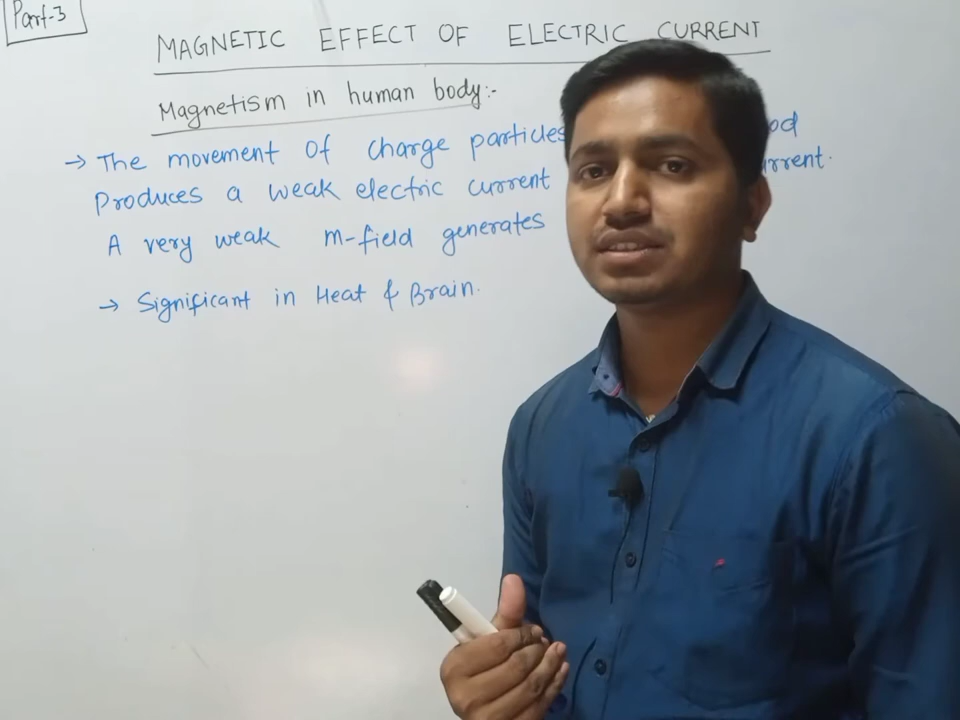 Part-3
MAGNETIC EFFECT OF ELECTRIC CURRENT
Magnetism in human body:-
→ The movement of charge particles
Produces a weak electric current
A very weak m-field generates
→ Significant in Heat & Brain.